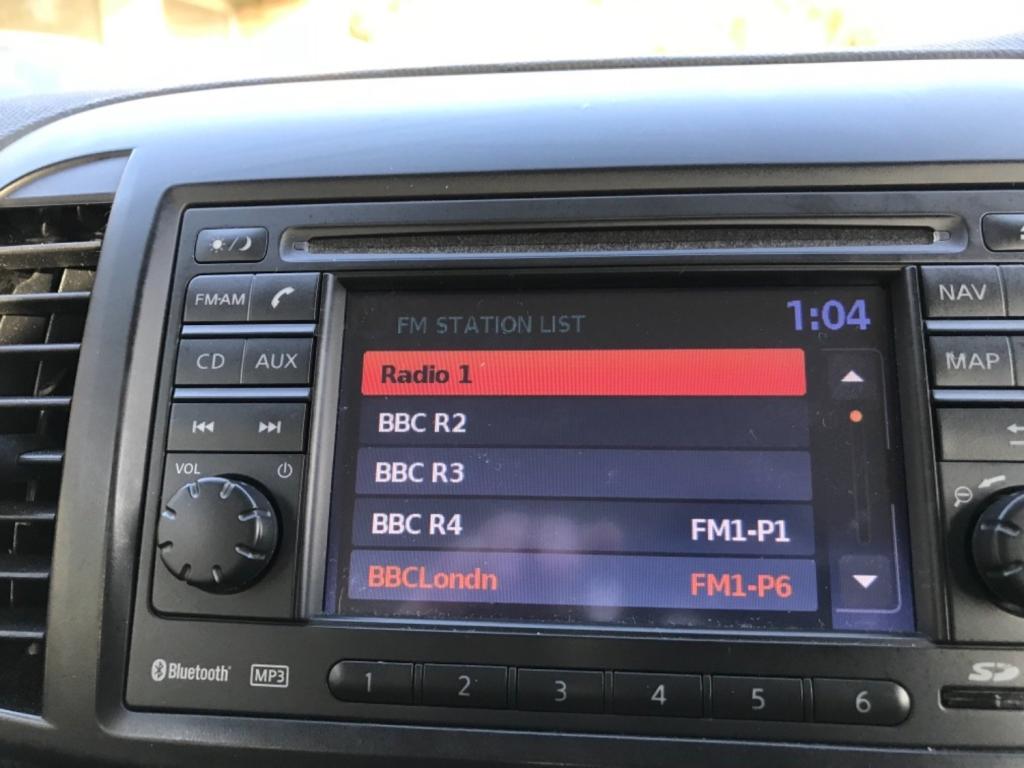 FM STATION LIST 1:04
Radio 1
BBC R2
BBC R3
BBC R4 FM1-P1
BBCLondn FM1-P6
FM·AM
CD AUX
VOL
NAV
MAP
Bluetooth MP3
1 2 3 4 5 6
SD